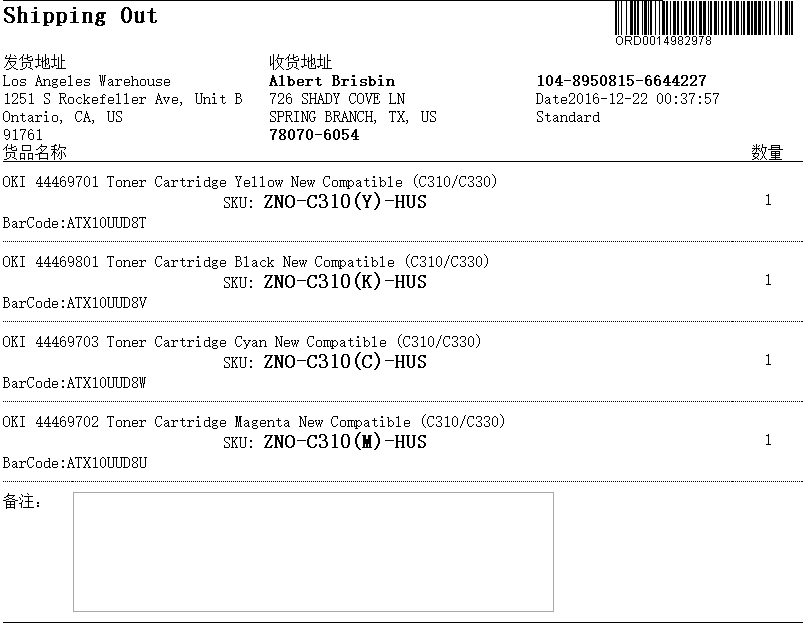 Shipping Out
ORD0014982978
发货地址
Los Angeles Warehouse
1251 S Rockefeller Ave, Unit B
Ontario, CA, US
91761
收货地址
Albert Brisbin
726 SHADY COVE LN
SPRING BRANCH, TX, US
78070-6054
104-8950815-6644227
Date2016-12-22 00:37:57
Standard
货品名称 数量
OKI 44469701 Toner Cartridge Yellow New Compatible (C310/C330)
SKU: ZNO-C310(Y)-HUS 1
BarCode:ATX10UUD8T
OKI 44469801 Toner Cartridge Black New Compatible (C310/C330)
SKU: ZNO-C310(K)-HUS 1
BarCode:ATX10UUD8V
OKI 44469703 Toner Cartridge Cyan New Compatible (C310/C330)
SKU: ZNO-C310(C)-HUS 1
BarCode:ATX10UUD8W
OKI 44469702 Toner Cartridge Magenta New Compatible (C310/C330)
SKU: ZNO-C310(M)-HUS 1
BarCode:ATX10UUD8U
备注: